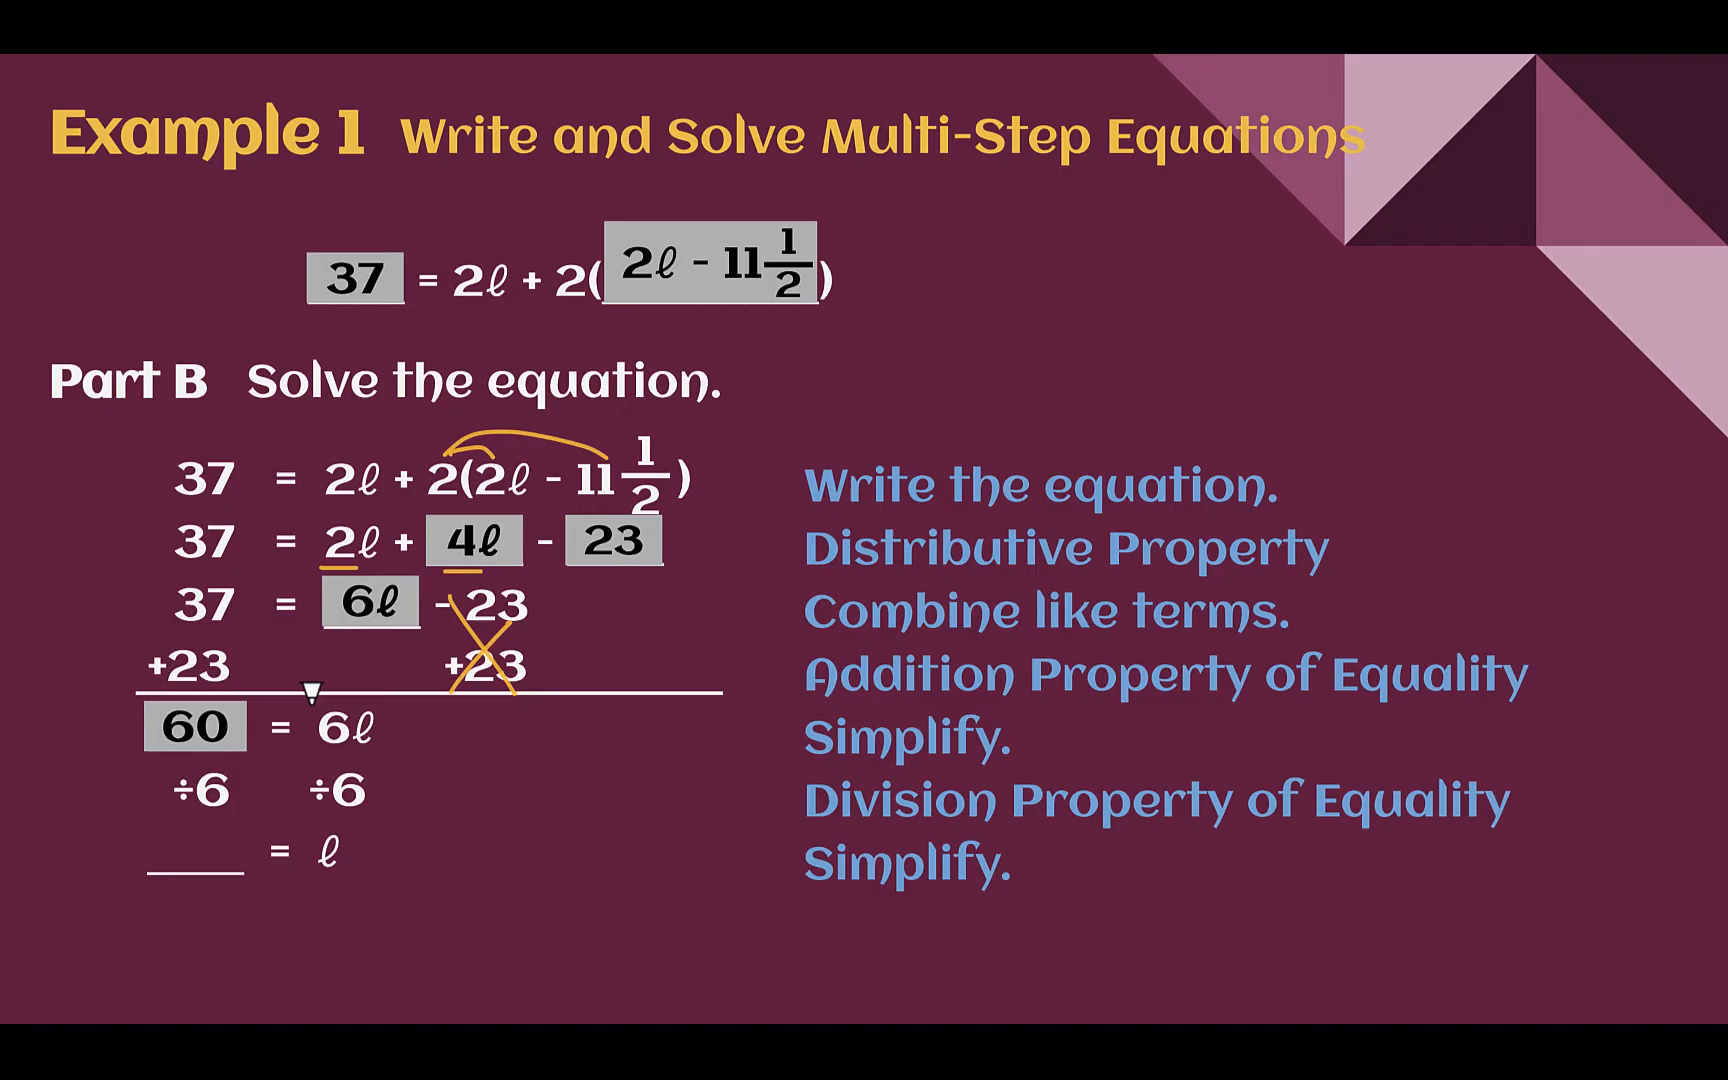 Example 1 Write and Solve Multi-Step Equations
37 = 2ℓ + 2(2ℓ - 11 1/2)
Part B Solve the equation.
37 = 2ℓ + 2(2ℓ - 11 1/2) Write the equation.
37 = 2ℓ + 4ℓ - 23 Distributive Property
37 = 6ℓ - 23 Combine like terms.
+23 +23 Addition Property of Equality
60 = 6ℓ Simplify.
÷6 ÷6 Division Property of Equality
____ = ℓ Simplify.